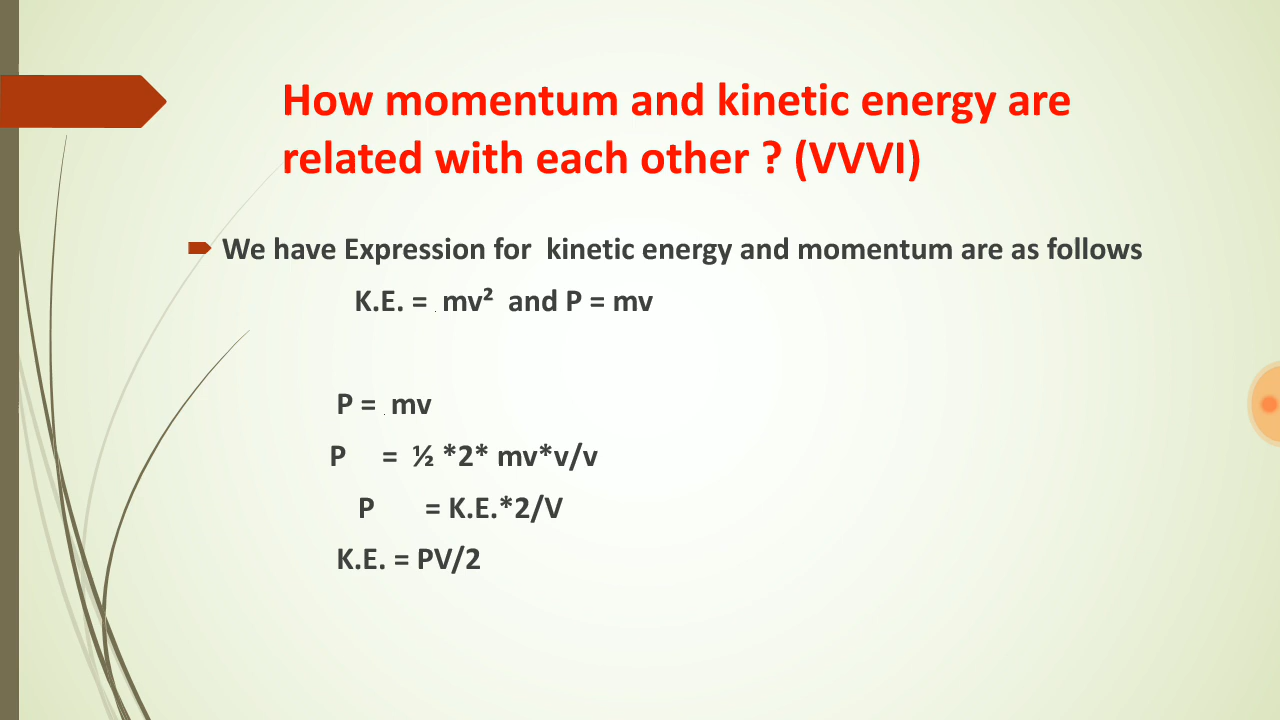 How momentum and kinetic energy are
related with each other ? (VVVI)
We have Expression for kinetic energy and momentum are as follows
K.E. = mv² and P = mv
P = mv
P = ½ *2* mv*v/v
P = K.E.*2/V
K.E. = PV/2